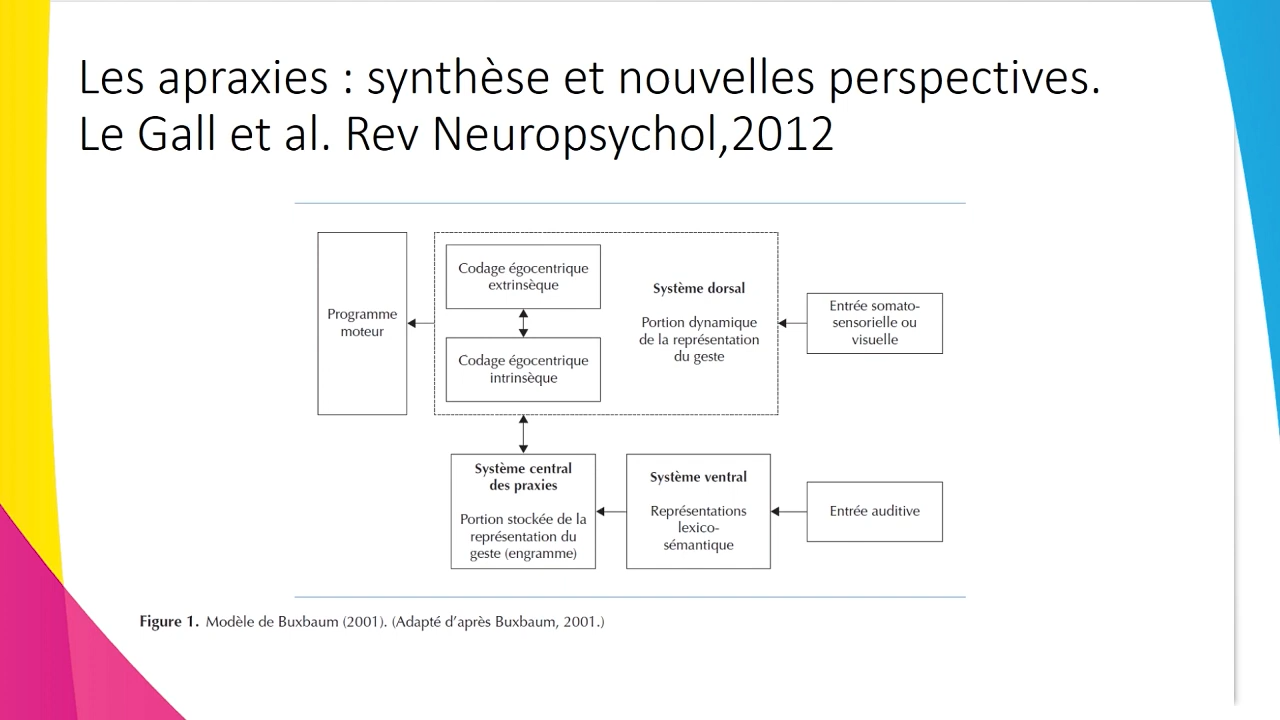 Les apraxies : synthèse et nouvelles perspectives.
Le Gall et al. Rev Neuropsychol,2012
Programme
moteur
Codage égocentrique
extrinsèque
Codage égocentrique
intrinsèque
Système dorsal
Portion dynamique
de la représentation
du geste
Entrée somato-
sensorielle ou
visuelle
Système central
des praxies
Portion stockée de la
représentation du
geste (engramme)
Système ventral
Représentations
lexico-
sémantique
Entrée auditive
Figure 1. Modèle de Buxbaum (2001). (Adapté d’après Buxbaum, 2001.)